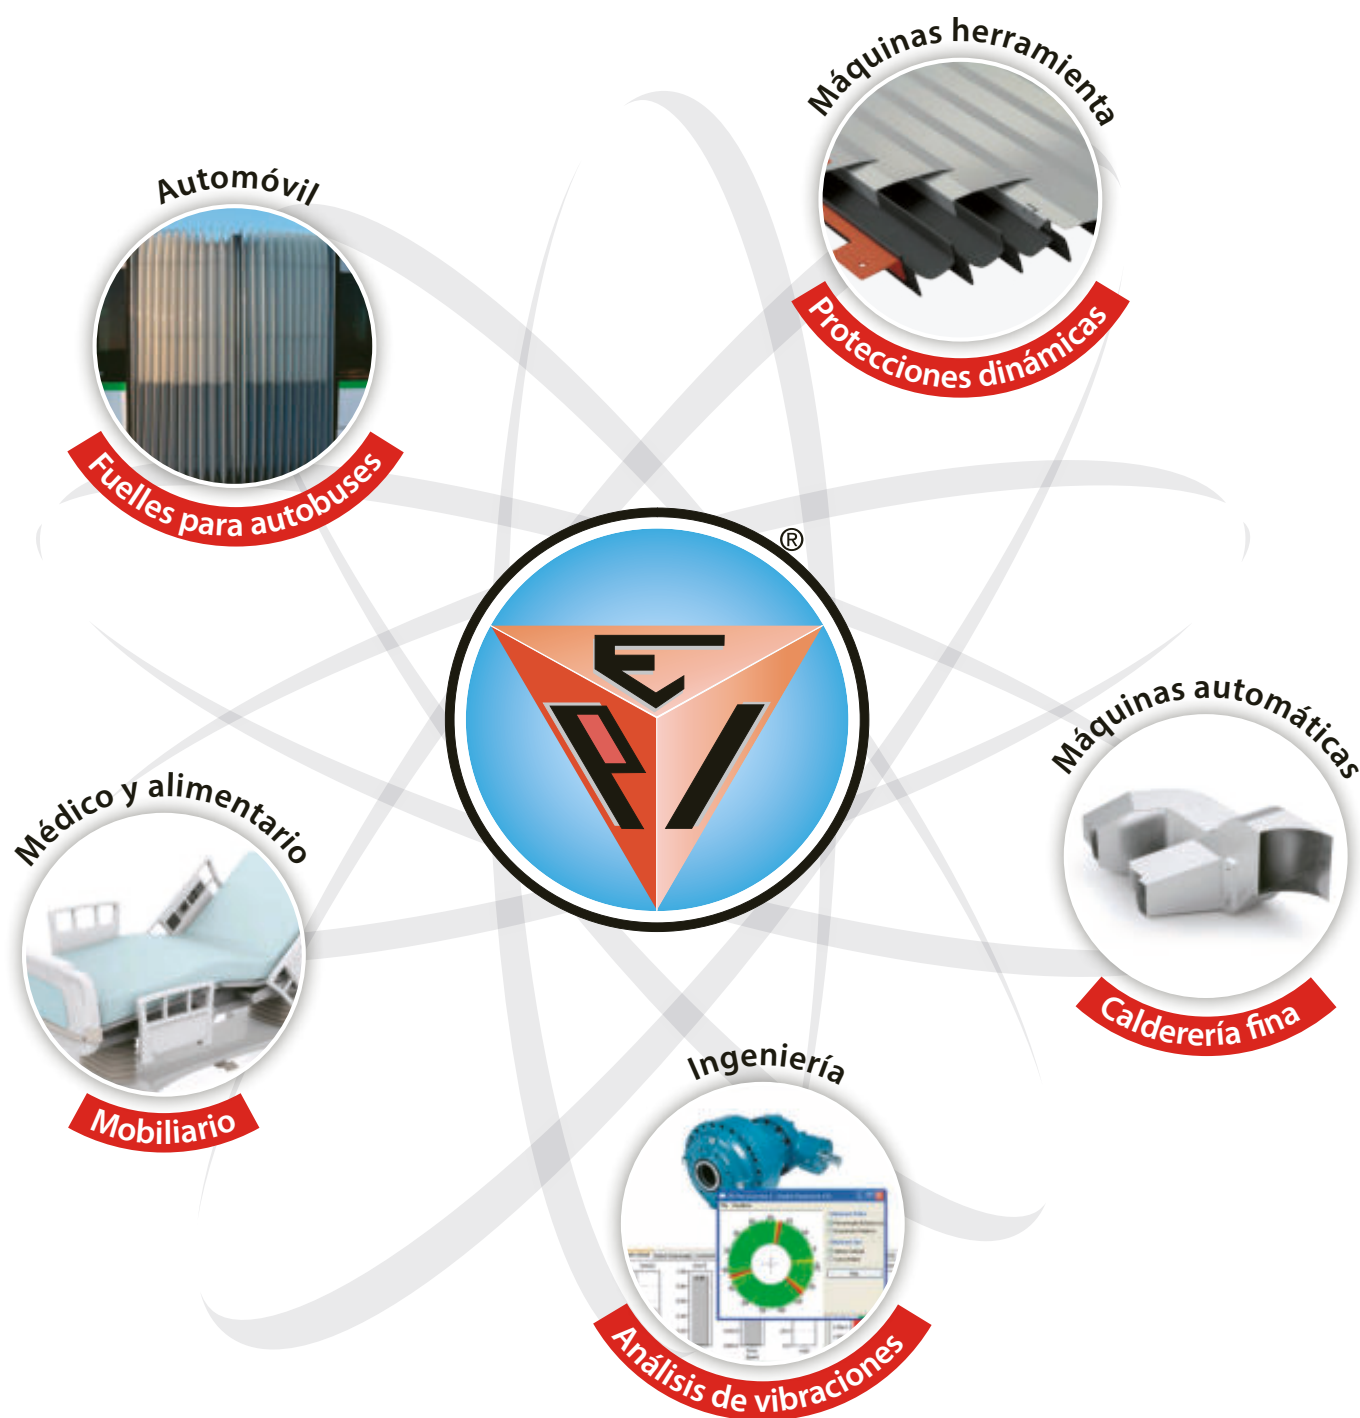 Máquinas herramienta
Protecciones dinámicas
Automóvil
Fuelles para autobuses
®
E
P I
Máquinas automáticas
Calderería fina
Médico y alimentario
Mobiliario
Ingeniería
Análisis de vibraciones